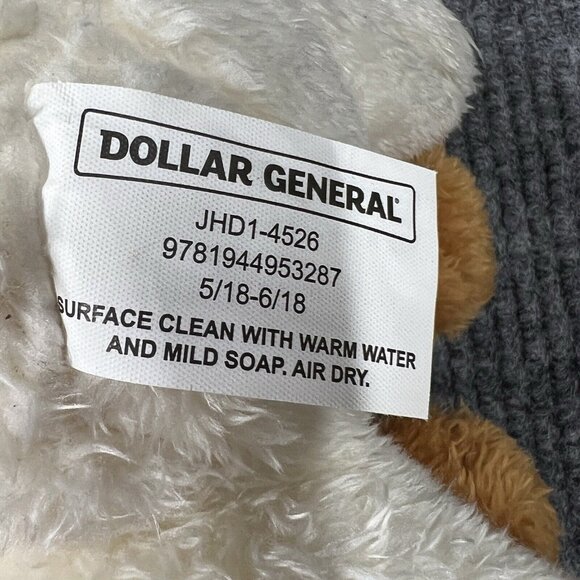 DOLLAR GENERAL
JHD1-4526
9781944953287
5/18-6/18
SURFACE CLEAN WITH WARM WATER
AND MILD SOAP. AIR DRY.